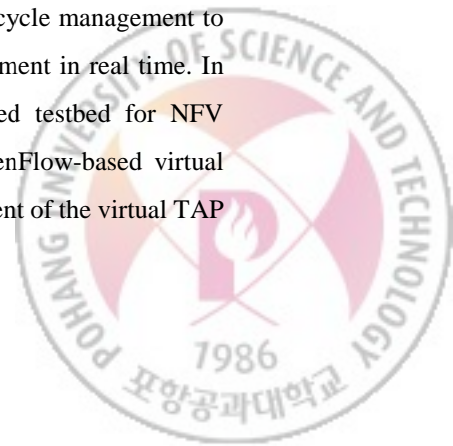 cycle management to
ment in real time. In
ed testbed for NFV
enFlow-based virtual
ent of the virtual TAP
POHANG UNIVERSITY OF SCIENCE AND TECHNOLOGY
1986
포항공과대학교